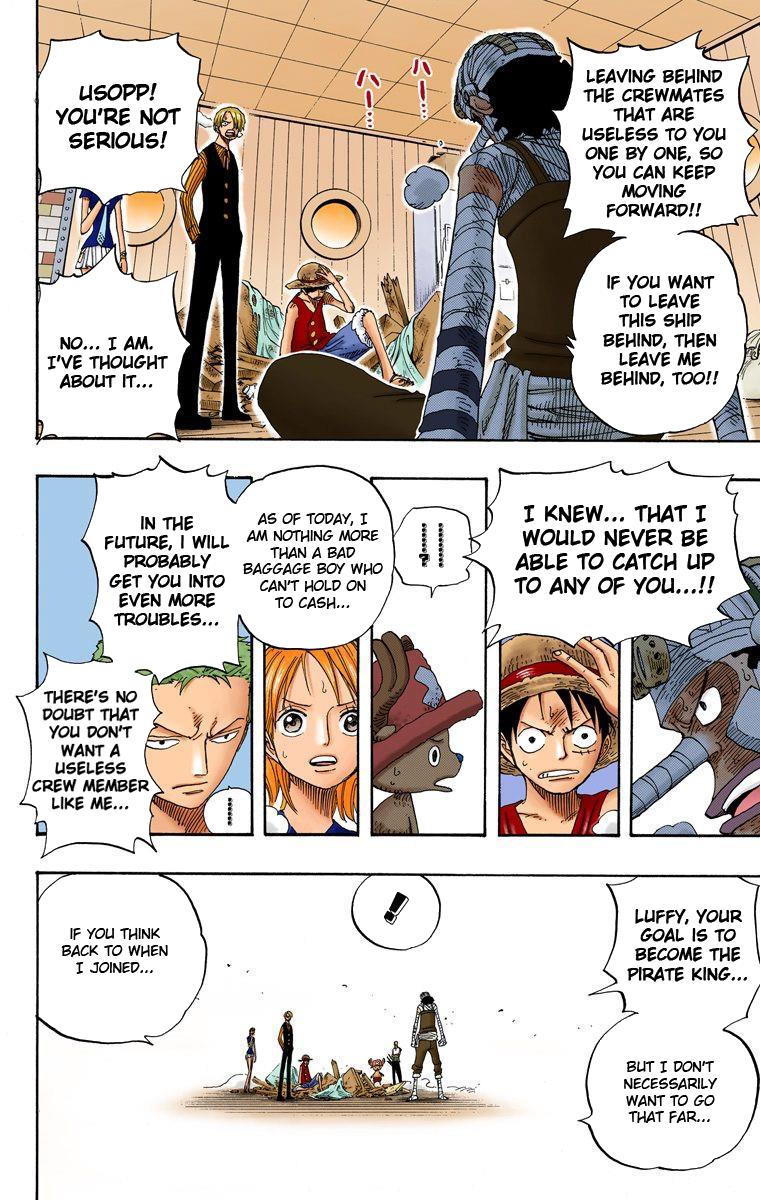 LEAVING BEHIND
THE CREWMATES
THAT ARE
USELESS TO YOU
ONE BY ONE, SO
YOU CAN KEEP
MOVING
FORWARD!!
IF YOU WANT
TO LEAVE
THIS SHIP
BEHIND, THEN
LEAVE ME
BEHIND, TOO!!
ハー…
ハー…
USOPP!
YOU'RE NOT
SERIOUS!
NO... I AM.
I'VE THOUGHT
ABOUT IT...
I KNEW... THAT I
WOULD NEVER BE
ABLE TO CATCH UP
TO ANY OF YOU...!!
.........?
AS OF TODAY, I
AM NOTHING MORE
THAN A BAD
BAGGAGE BOY WHO
CAN'T HOLD ON
TO CASH...
IN THE
FUTURE, I WILL
PROBABLY
GET YOU INTO
EVEN MORE
TROUBLES...
THERE'S NO
DOUBT THAT
YOU DON'T
WANT A
USELESS
CREW MEMBER
LIKE ME...
.........
LUFFY, YOUR
GOAL IS TO
BECOME THE
PIRATE KING...
BUT I DON'T
NECESSARILY
WANT TO GO
THAT FAR...
!
IF YOU THINK
BACK TO WHEN
I JOINED...